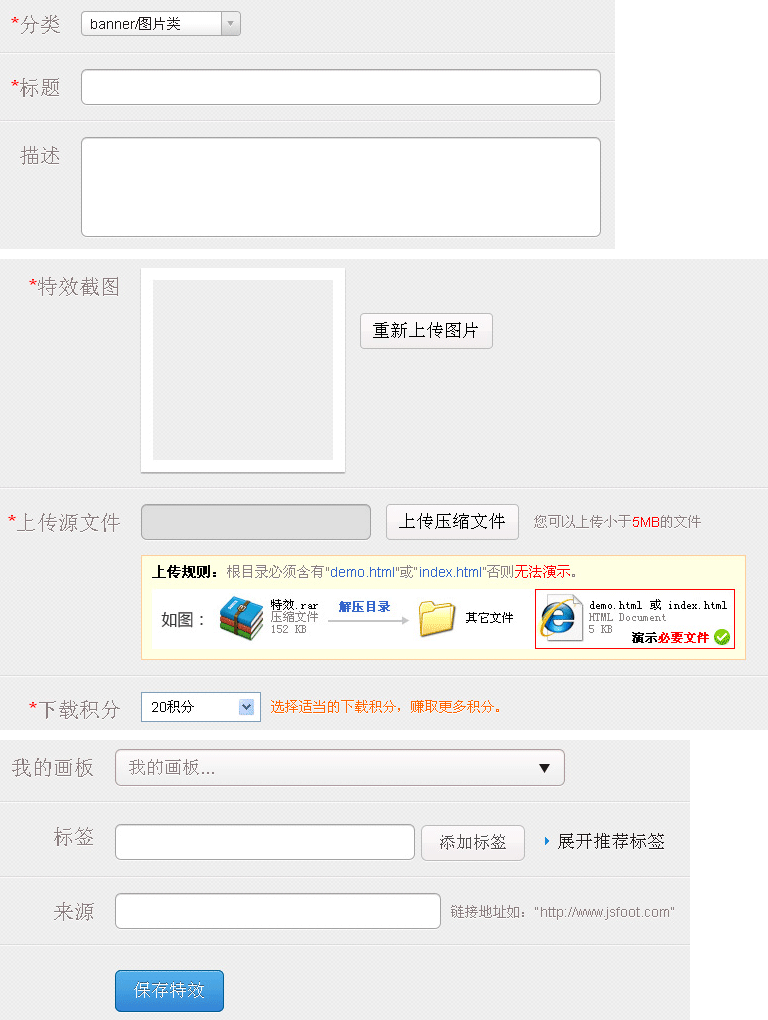 *分类 banner/图片类
*标题
描述
*特效截图
重新上传图片
*上传源文件 上传压缩文件 您可以上传小于5MB的文件
上传规则：根目录必须含有"demo.html"或"index.html"否则无法演示。
如图： 特效.rar 压缩文件 152 KB 解压目录 其它文件 demo.html 或 index.html HTML Document 5 KB 演示必要文件
*下载积分 20积分 选择适当的下载积分，赚取更多积分。
我的画板 我的画板...
标签 添加标签 展开推荐标签
来源 链接地址如："http://www.jsfoot.com"
保存特效